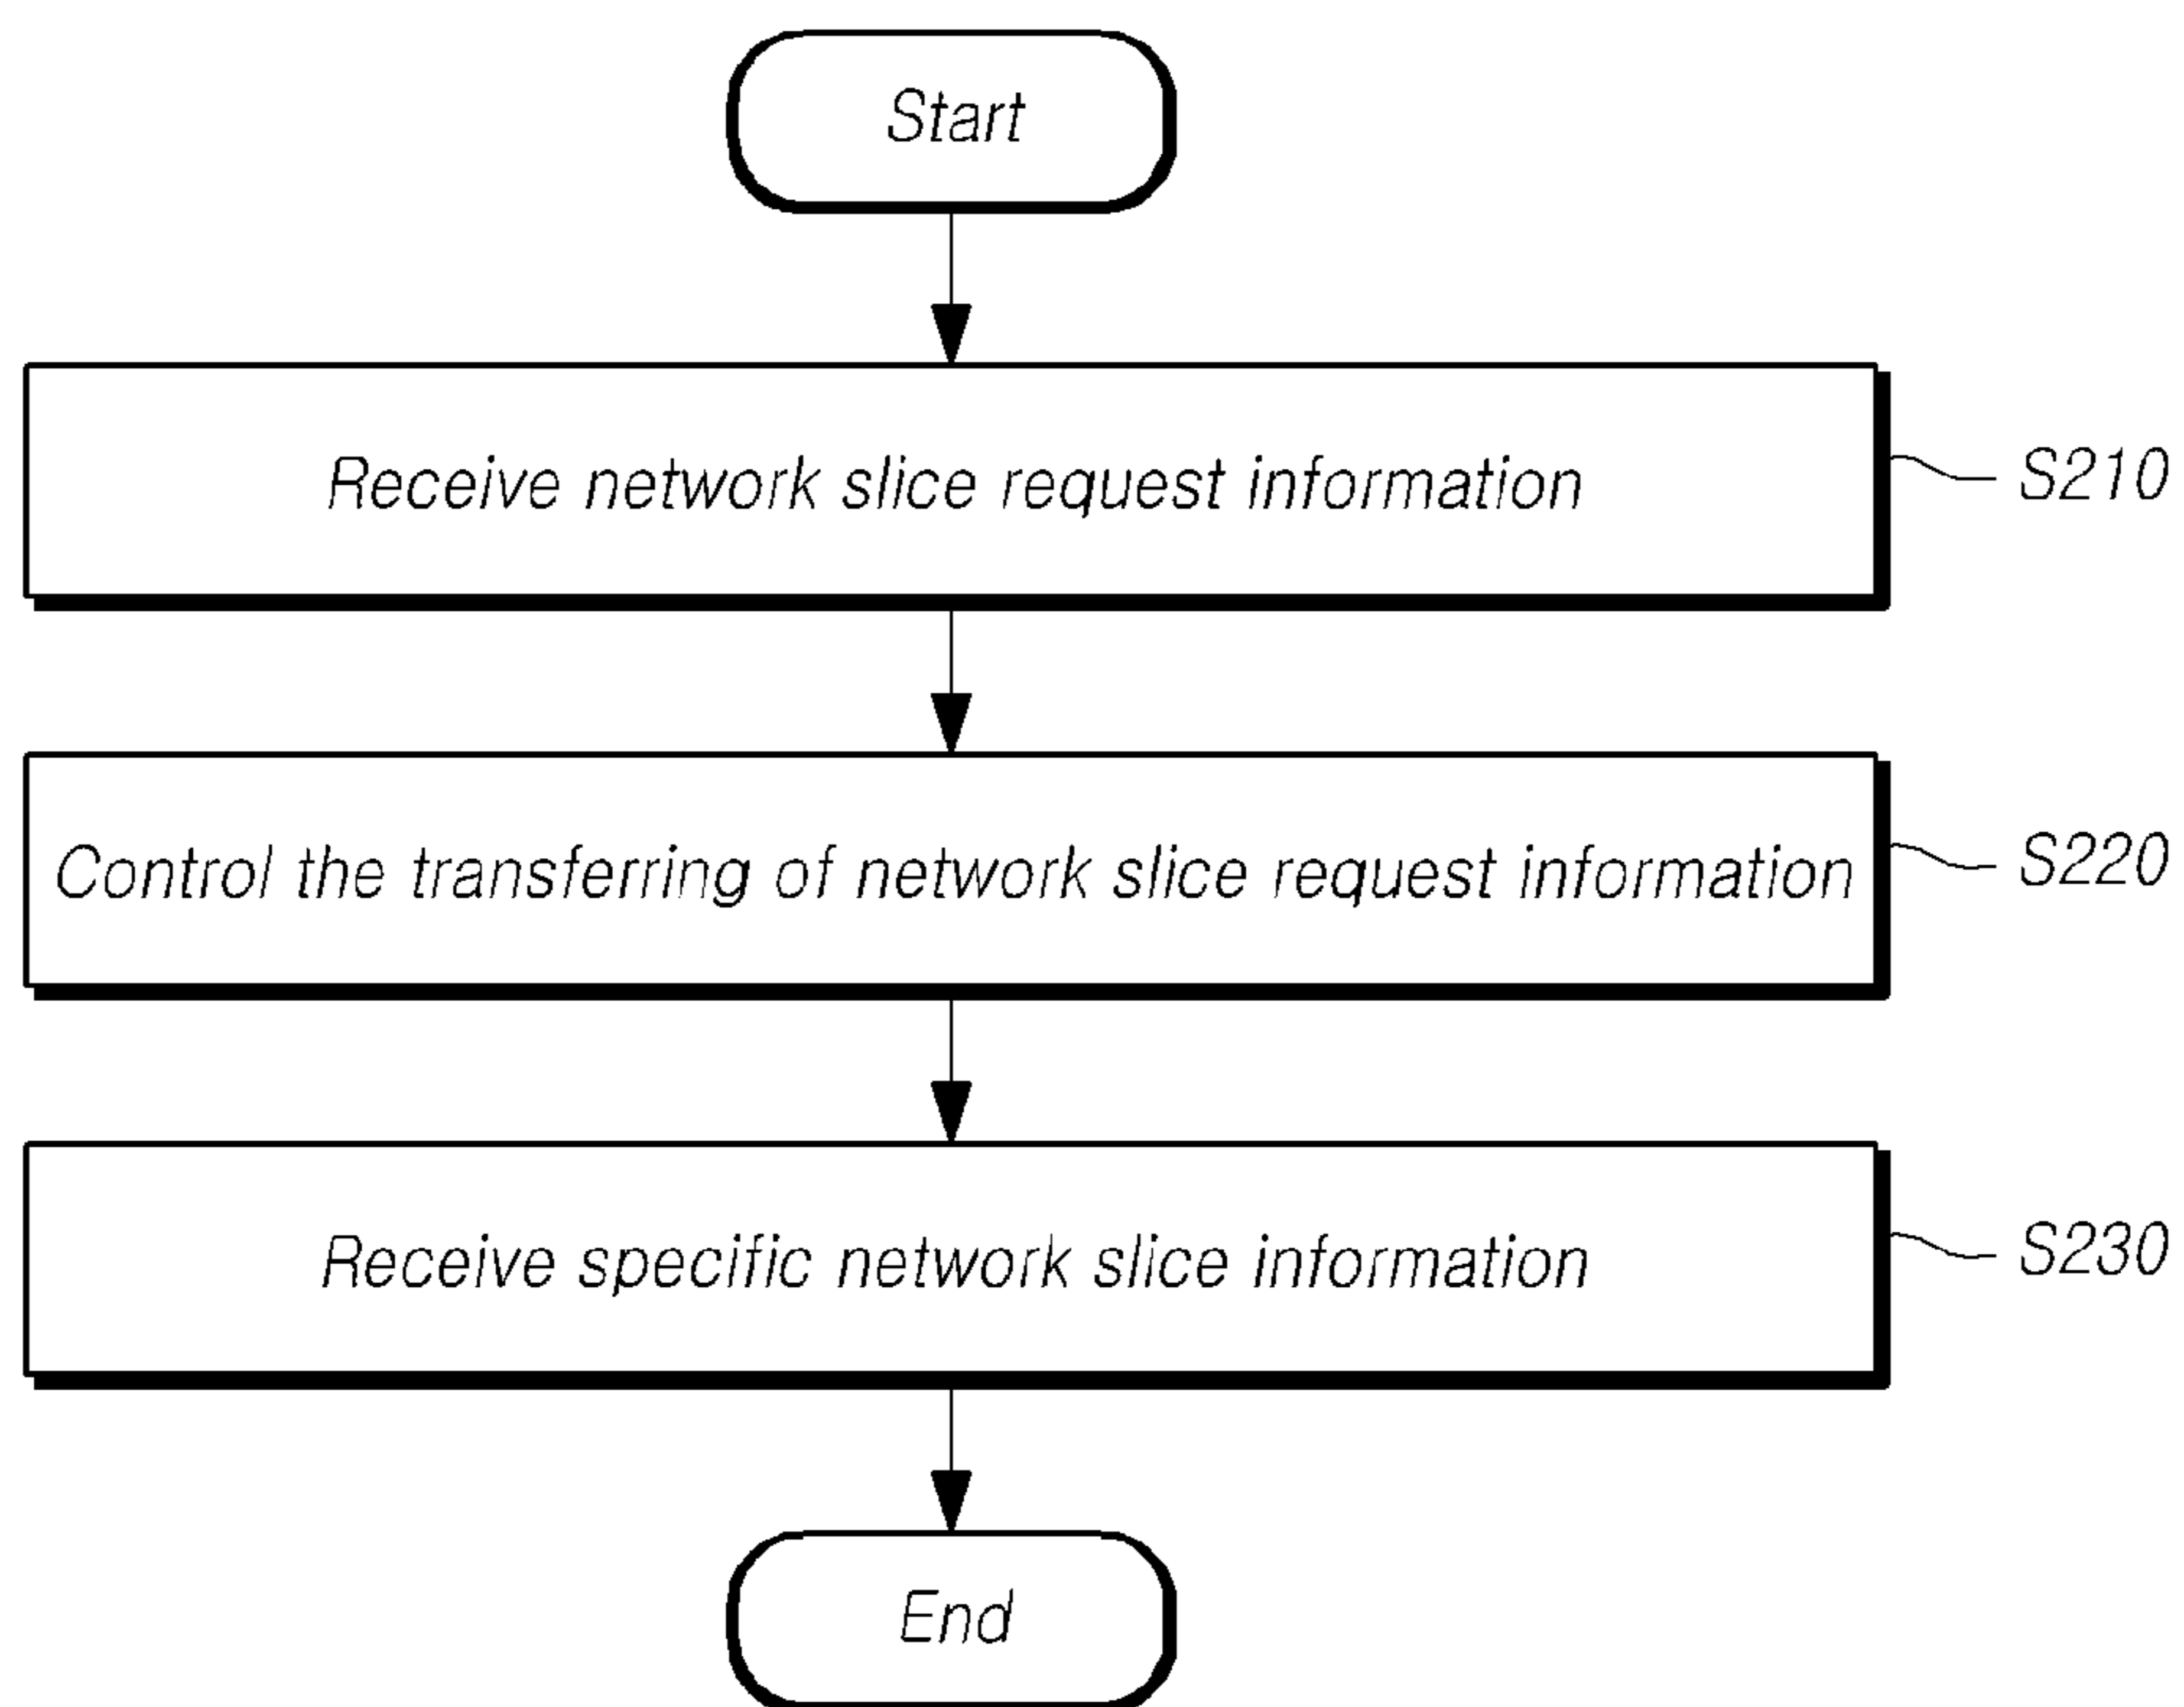 Start
Receive network slice request information
S210
Control the transferring of network slice request information
S220
Receive specific network slice information
S230
End